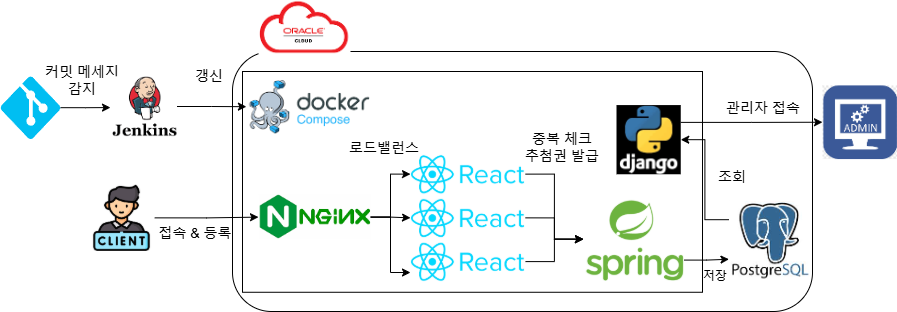 ORACLE
CLOUD
커밋 메세지
감지
갱신
Jenkins
docker
Compose
관리자 접속
ADMIN
로드밸런스
중복 체크
추첨권 발급
django
React
조회
CLIENT
접속 & 등록
NGINX
React
React
spring
저장
PostgreSQL